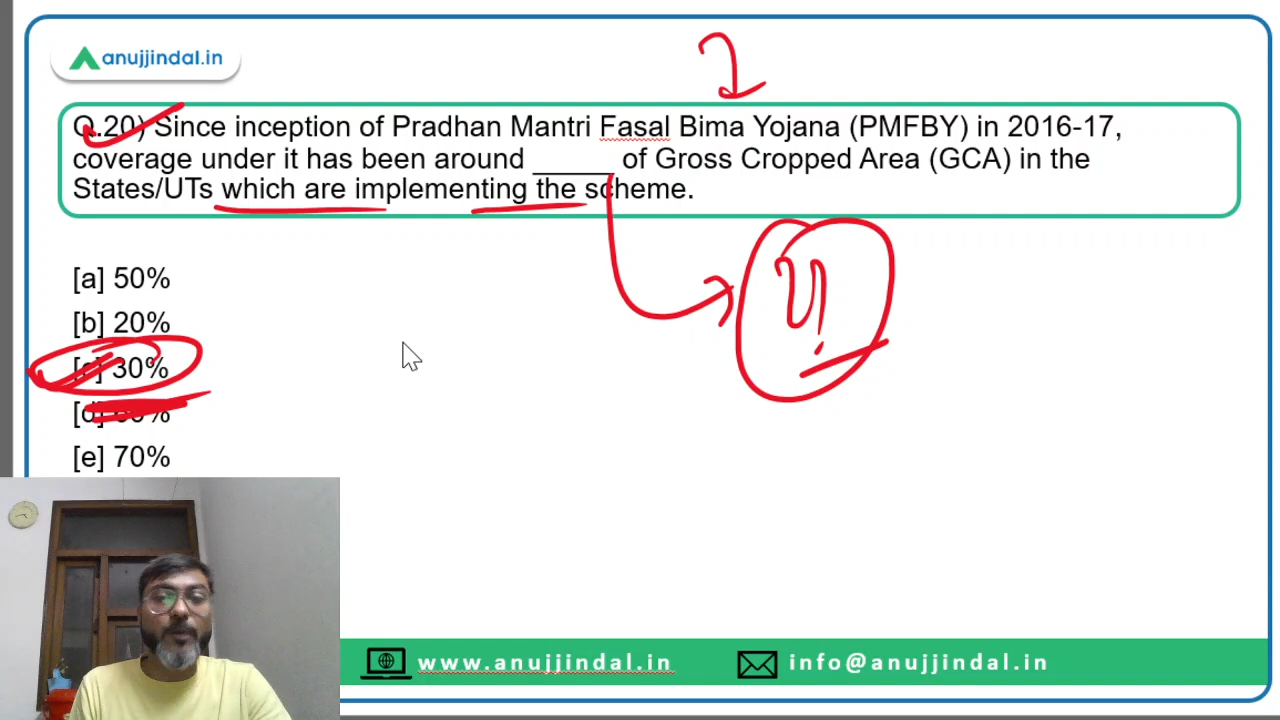 anujjindal.in
Q.20) Since inception of Pradhan Mantri Fasal Bima Yojana (PMFBY) in 2016-17,
coverage under it has been around _____ of Gross Cropped Area (GCA) in the
States/UTs which are implementing the scheme.
[a] 50%
[b] 20%
[c] 30%
[d] 60%
[e] 70%
www.anujjindal.in
info@anujjindal.in